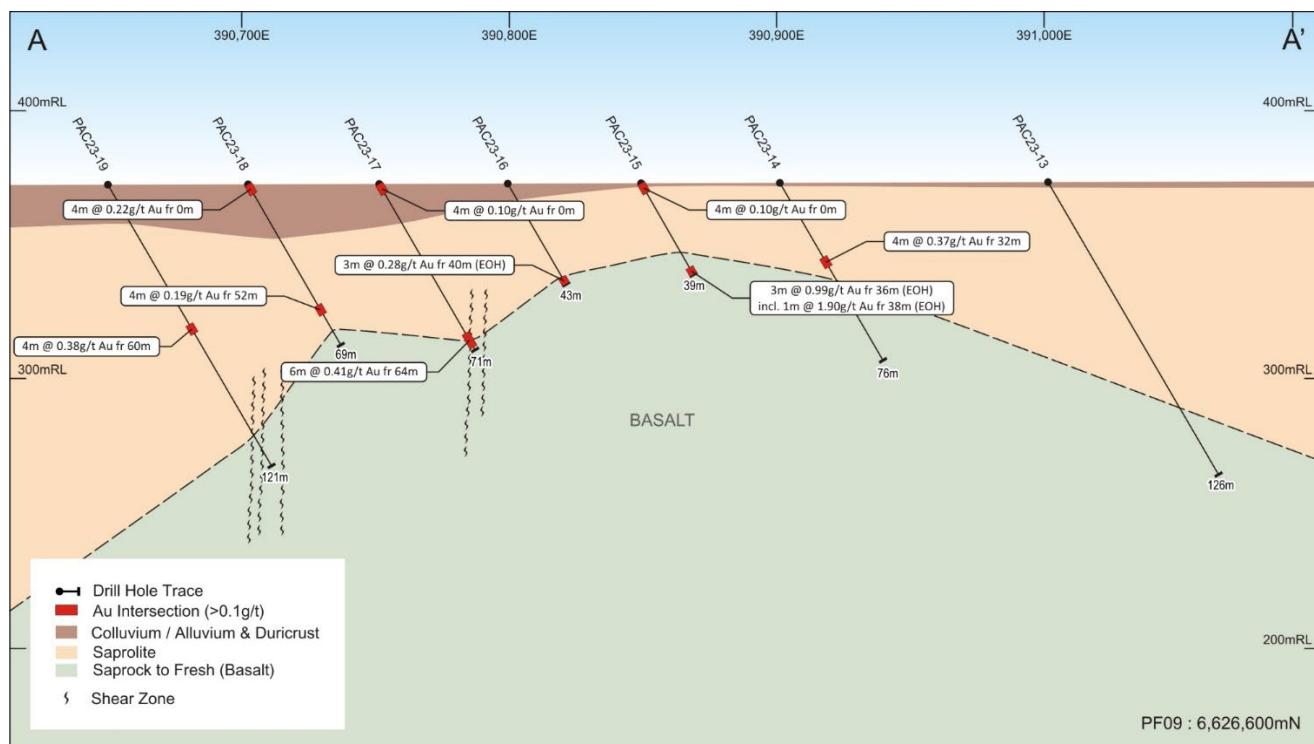 A
A'
390,700E
390,800E
390,900E
391,000E
400mRL
400mRL
PAC23-19
PAC23-18
PAC23-17
PAC23-16
PAC23-15
PAC23-14
PAC23-13
4m @ 0.22g/t Au fr 0m
4m @ 0.10g/t Au fr 0m
4m @ 0.10g/t Au fr 0m
4m @ 0.37g/t Au fr 32m
3m @ 0.28g/t Au fr 40m (EOH)
4m @ 0.19g/t Au fr 52m
3m @ 0.99g/t Au fr 36m (EOH)
incl. 1m @ 1.90g/t Au fr 38m (EOH)
4m @ 0.38g/t Au fr 60m
6m @ 0.41g/t Au fr 64m
43m
39m
69m
71m
76m
121m
126m
300mRL
300mRL
BASALT
200mRL
Drill Hole Trace
Au Intersection (>0.1g/t)
Colluvium / Alluvium & Duricrust
Saprolite
Saprock to Fresh (Basalt)
Shear Zone
PF09 : 6,626,600mN